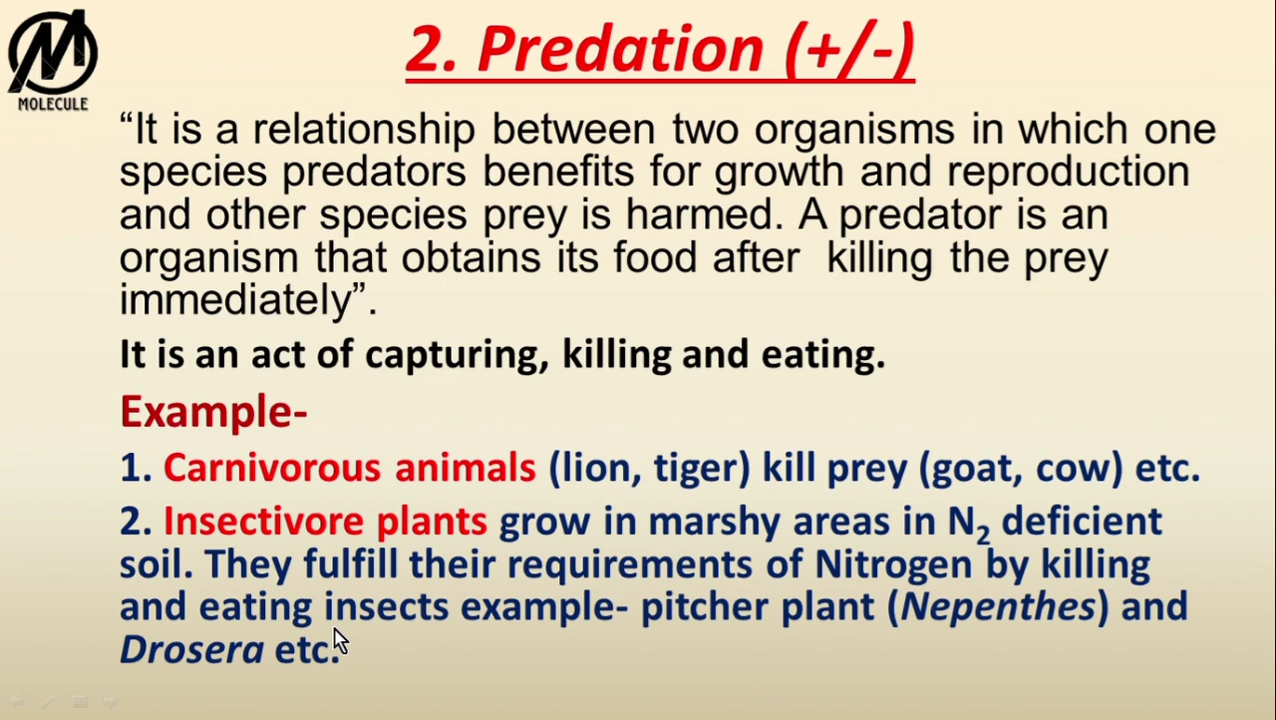 MOLECULE
2. Predation (+/-)
“It is a relationship between two organisms in which one
species predators benefits for growth and reproduction
and other species prey is harmed. A predator is an
organism that obtains its food after killing the prey
immediately”.
It is an act of capturing, killing and eating.
Example-
1. Carnivorous animals (lion, tiger) kill prey (goat, cow) etc.
2. Insectivore plants grow in marshy areas in N₂ deficient
soil. They fulfill their requirements of Nitrogen by killing
and eating insects example- pitcher plant (Nepenthes) and
Drosera etc.